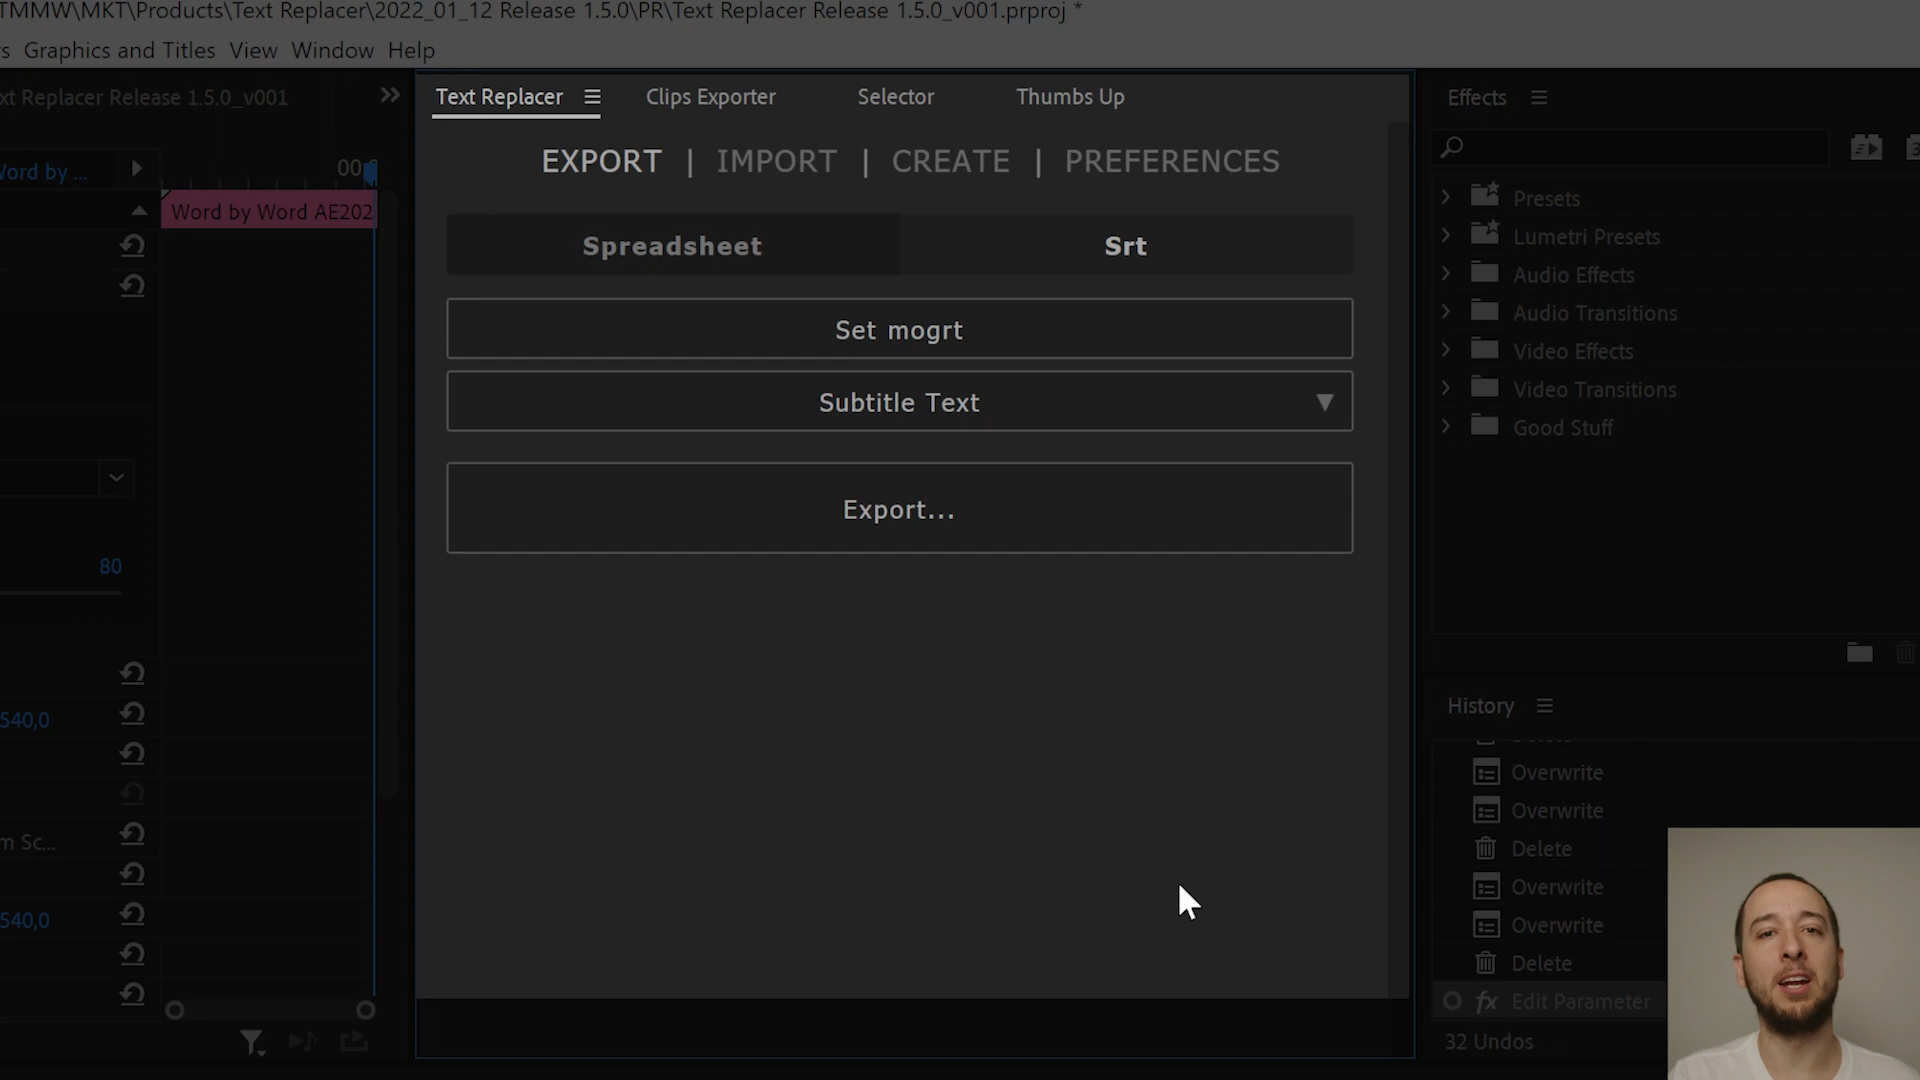 TMMW\MKT\Products\Text Replacer\2022_01_12 Release 1.5.0\PR\Text Replacer Release 1.5.0_v001.prproj *
s Graphics and Titles View Window Help
xt Replacer Release 1.5.0_v001
Text Replacer Clips Exporter Selector Thumbs Up
Effects
EXPORT | IMPORT | CREATE | PREFERENCES
Word by ...
Word by Word AE202
Spreadsheet Srt
Set mogrt
Subtitle Text
Export...
80
540,0
m Sc...
540,0
Presets
Lumetri Presets
Audio Effects
Audio Transitions
Video Effects
Video Transitions
Good Stuff
History
Overwrite
Overwrite
Delete
Overwrite
Overwrite
Delete
fx Edit Parameter
32 Undos